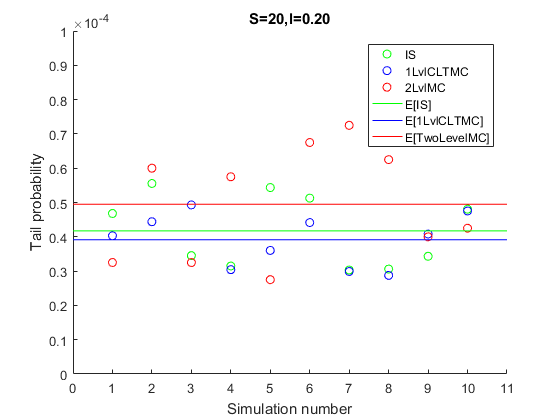 S=20,l=0.20
×10⁻⁴
1
0.9
0.8
0.7
0.6
0.5
0.4
0.3
0.2
0.1
0
Tail probability
IS
1LvlCLTMC
2LvlMC
E[IS]
E[1LvlCLTMC]
E[TwoLevelMC]
0 1 2 3 4 5 6 7 8 9 10 11
Simulation number